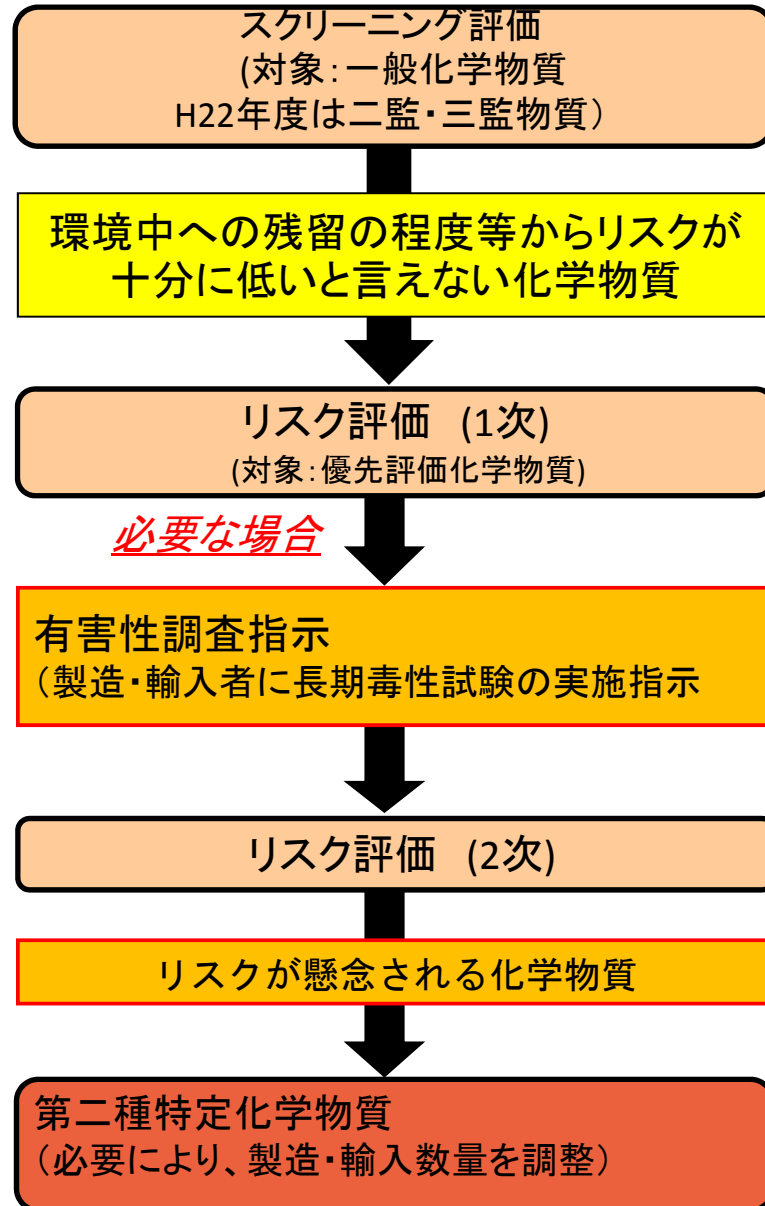 スクリーニング評価
(対象：一般化学物質
H22年度は二監・三監物質）
環境中への残留の程度等からリスクが
十分に低いと言えない化学物質
リスク評価 (1次)
(対象：優先評価化学物質)
必要な場合
有害性調査指示
（製造・輸入者に長期毒性試験の実施指示
リスク評価 (2次)
リスクが懸念される化学物質
第二種特定化学物質
（必要により、製造・輸入数量を調整）